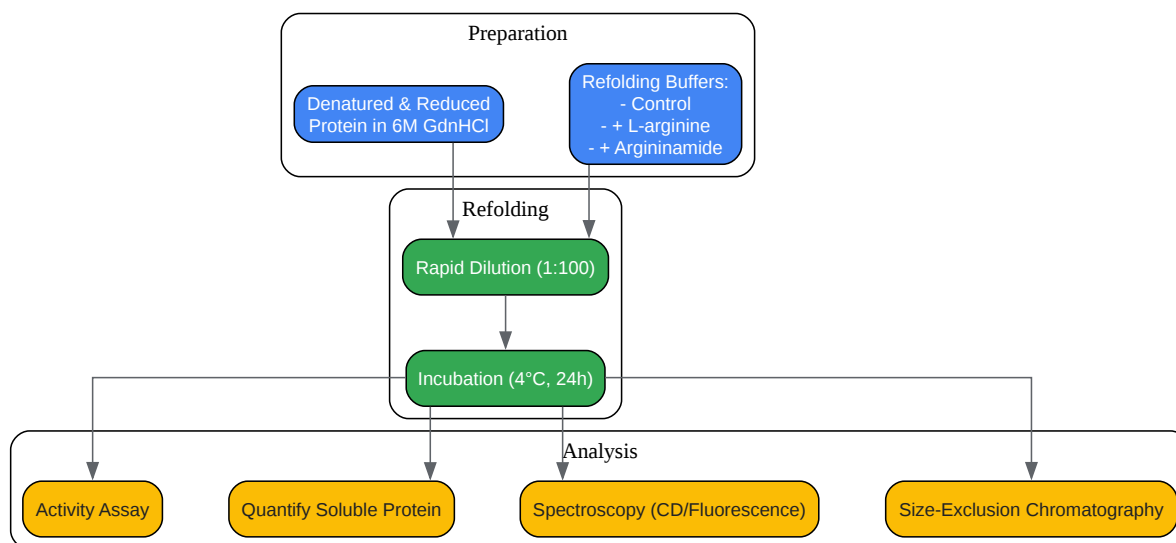 Preparation
Denatured & Reduced
Protein in 6M GdnHCl
Refolding Buffers:
- Control
- + L-arginine
- + Argininamide
Refolding
Rapid Dilution (1:100)
Incubation (4°C, 24h)
Analysis
Activity Assay
Quantify Soluble Protein
Spectroscopy (CD/Fluorescence)
Size-Exclusion Chromatography